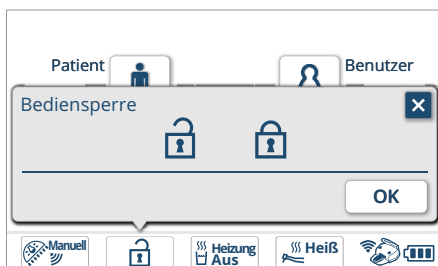 Patient
Benutzer
Bediensperre
OK
Manuell
Heizung
Aus
Heiß